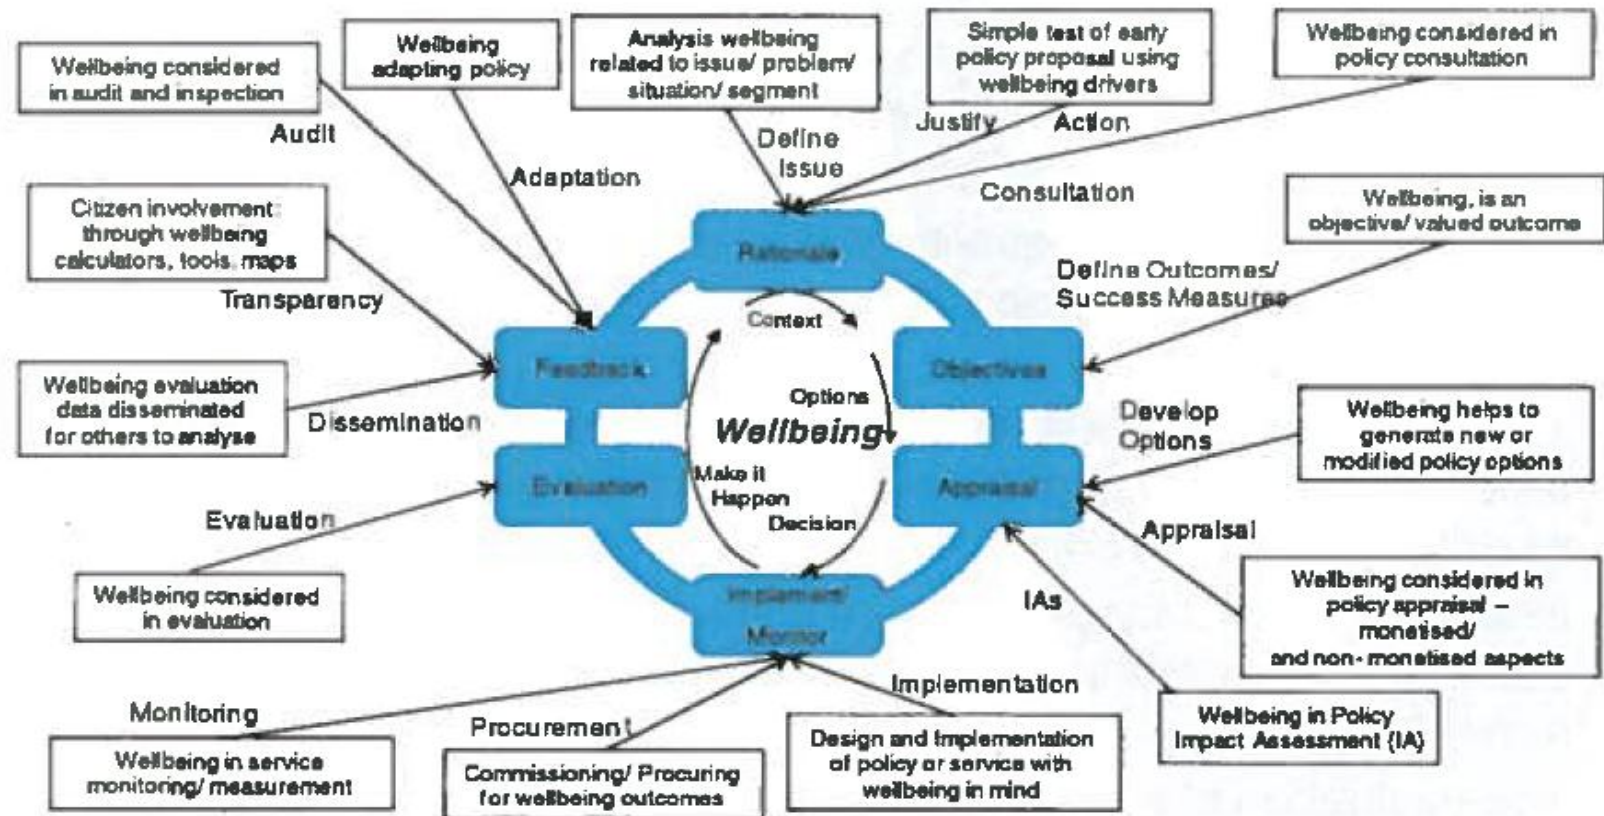 Wellbeing considered
in audit and inspection
Audit
Wellbeing
adapting policy
Adaptation
Analysis wellbeing
related to issue/ problem/
situation/ segment
Define
Issue
Simple test of early
policy proposal using
wellbeing drivers
Justify
Action
Wellbeing considered in
policy consultation
Consultation
Citizen involvement
through wellbeing
calculators, tools, maps
Transparency
Wellbeing, is an
objective/ valued outcome
Define Outcomes/
Success Measures
Rationale
Context
Feedback
Objectives
Wellbeing evaluation
data disseminated
for others to analyse
Dissemination
Options
Wellbeing
Develop
Options
Wellbeing helps to
generate new or
modified policy options
Evaluation
Make it
Happen
Decision
Appraisal
Evaluation
Appraisal
Wellbeing considered
in evaluation
Implement/
Monitor
IAs
Wellbeing considered in
policy appraisal –
monetised/
and non- monetised aspects
Monitoring
Wellbeing in service
monitoring/ measurement
Procurement
Commissioning/ Procuring
for wellbeing outcomes
Implementation
Design and Implementation
of policy or service with
wellbeing in mind
Wellbeing in Policy
Impact Assessment (IA)